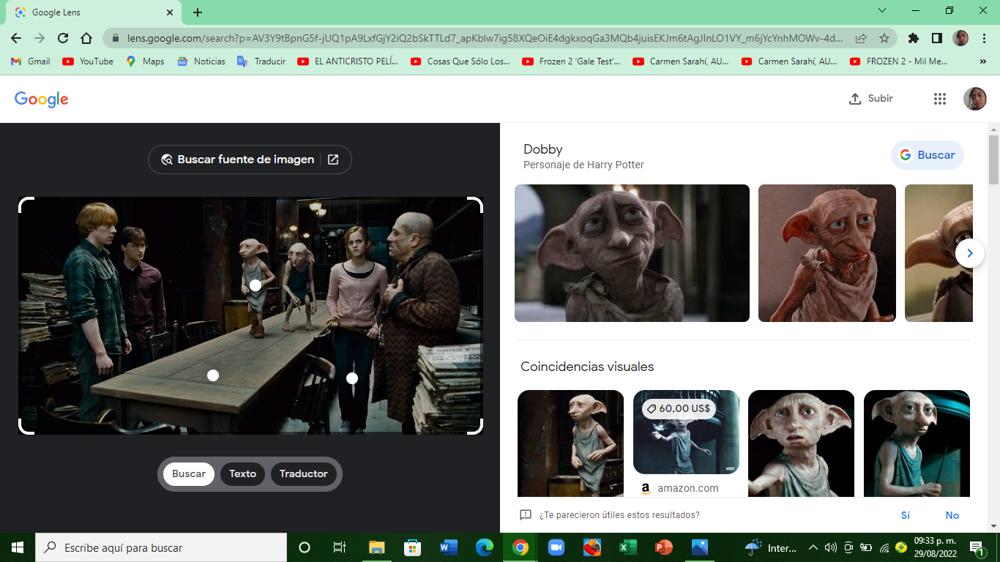 Google Lens
lens.google.com/search?p=AV3Y9tBpnG5f-jUQ1pA9LxfGjY2iQ2bSkTTLd7_apKblw7ig58XQeOiE4dgkxoqGa3MQb4juisEKJm6tAgJlnLO1VY_m6jYcYnhMOWv-4d...
Gmail YouTube Maps Noticias Traducir EL ANTICRISTO PELÍ... Cosas Que Sólo Los... Frozen 2 'Gale Test'... Carmen Sarahí, AU... Carmen Sarahí, AU... FROZEN 2 - Mil Me... »
Google Subir
Buscar fuente de imagen
Dobby
Personaje de Harry Potter
Buscar
Coincidencias visuales
60,00 US$
amazon.com
Buscar Texto Traductor
¿Te parecieron útiles estos resultados? Sí No
Escribe aquí para buscar
Inter...
09:33 p. m.
29/08/2022
1